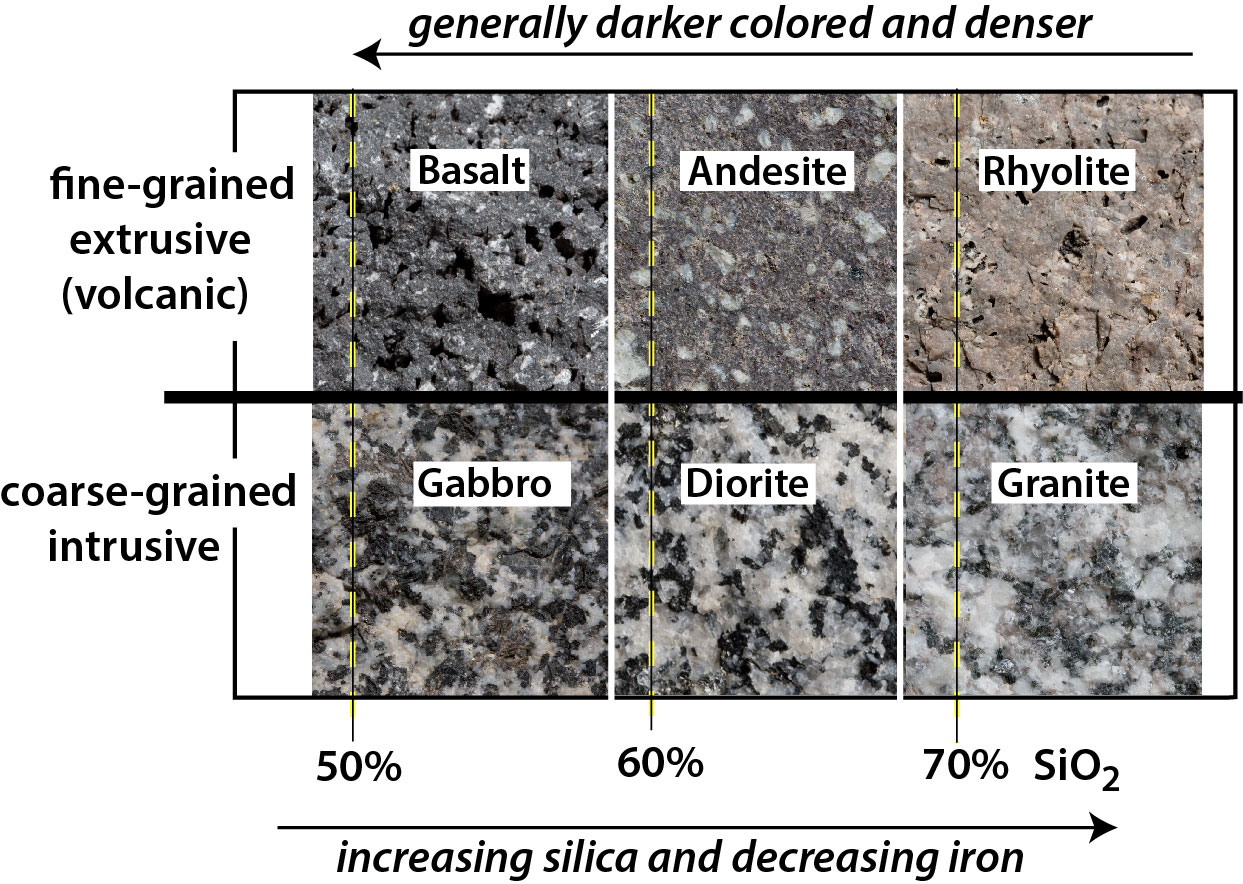 generally darker colored and denser
fine-grained
extrusive
(volcanic)
Basalt
Andesite
Rhyolite
coarse-grained
intrusive
Gabbro
Diorite
Granite
50%
60%
70% SiO₂
increasing silica and decreasing iron